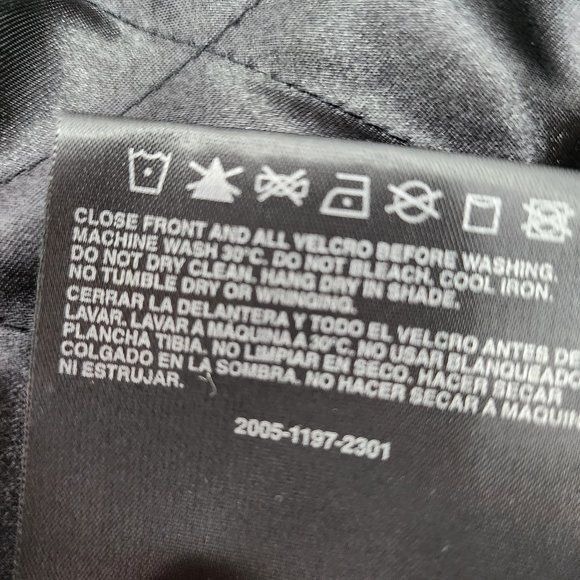 CLOSE FRONT AND ALL VELCRO BEFORE WASHING.
MACHINE WASH 30°C. DO NOT BLEACH, COOL IRON.
DO NOT DRY CLEAN, HANG DRY IN SHADE.
NO TUMBLE DRY OR WRINGING.
CERRAR LA DELANTERA Y TODO EL VELCRO ANTES DE
LAVAR, LAVAR A MÁQUINA A 30°C. NO USAR BLANQUEADO
PLANCHA TIBIA. NO LIMPIAR EN SECO. HACER SECAR
COLGADO EN LA SOMBRA. NO HACER SECAR A MAQUIN
NI ESTRUJAR.
2005-1197-2301